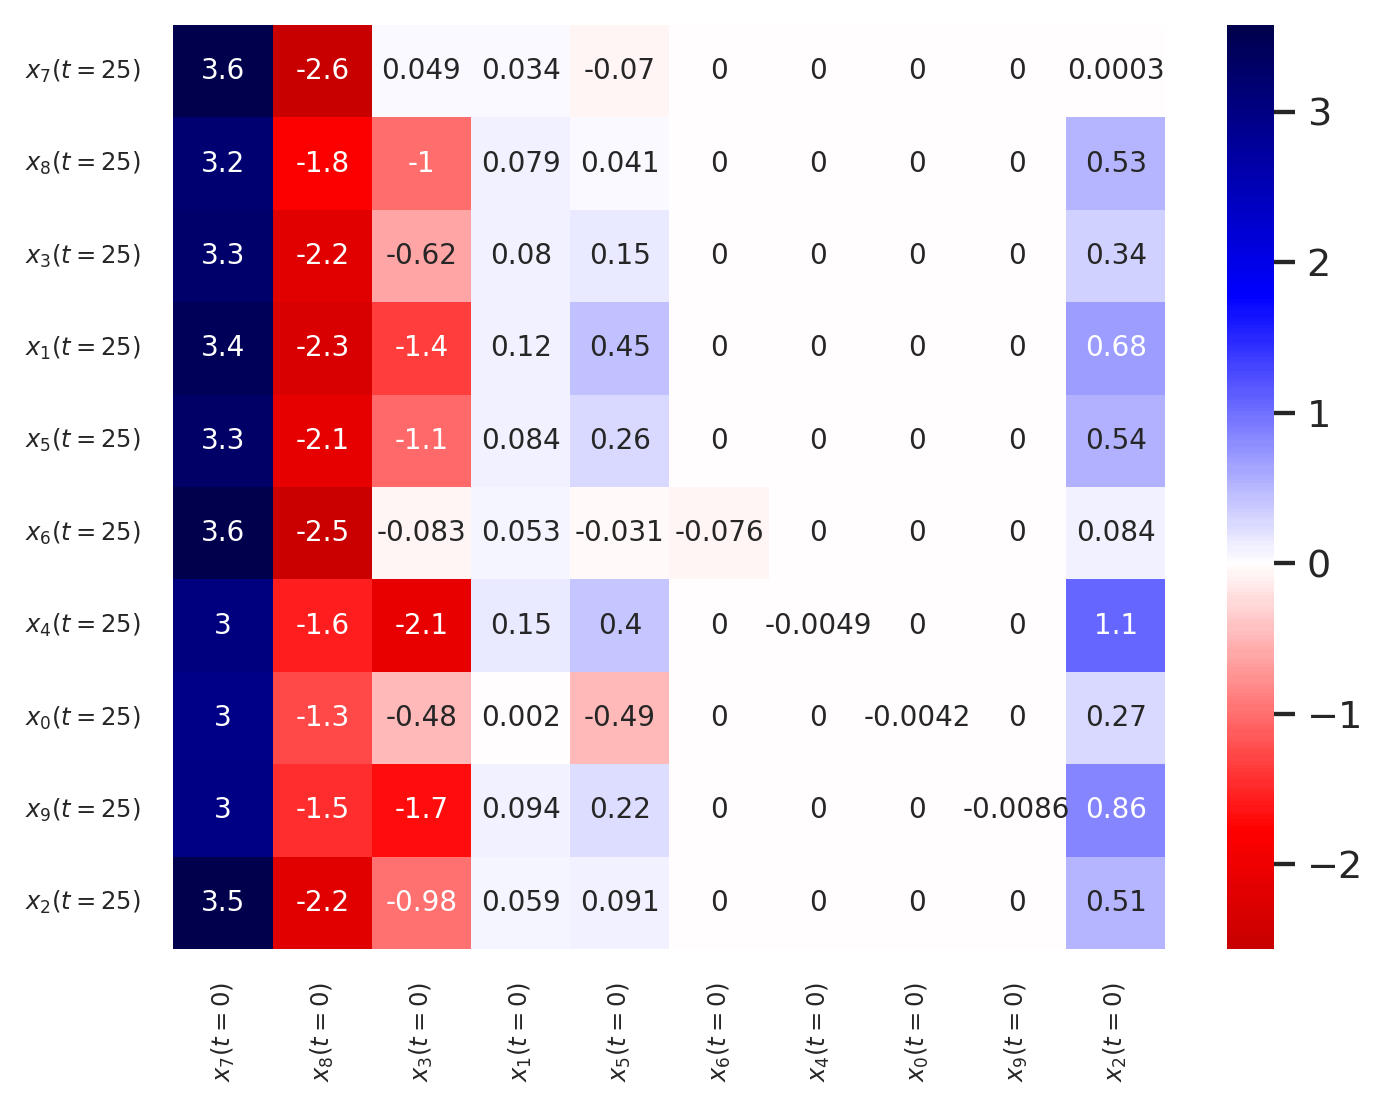 x₇(t = 25) 3.6 -2.6 0.049 0.034 -0.07 0 0 0 0 0.0003
x₈(t = 25) 3.2 -1.8 -1 0.079 0.041 0 0 0 0 0.53
x₃(t = 25) 3.3 -2.2 -0.62 0.08 0.15 0 0 0 0 0.34
x₁(t = 25) 3.4 -2.3 -1.4 0.12 0.45 0 0 0 0 0.68
x₅(t = 25) 3.3 -2.1 -1.1 0.084 0.26 0 0 0 0 0.54
x₆(t = 25) 3.6 -2.5 -0.083 0.053 -0.031 -0.076 0 0 0 0.084
x₄(t = 25) 3 -1.6 -2.1 0.15 0.4 0 -0.0049 0 0 1.1
x₀(t = 25) 3 -1.3 -0.48 0.002 -0.49 0 0 -0.0042 0 0.27
x₉(t = 25) 3 -1.5 -1.7 0.094 0.22 0 0 0 -0.0086 0.86
x₂(t = 25) 3.5 -2.2 -0.98 0.059 0.091 0 0 0 0 0.51
x₇(t = 0)
x₈(t = 0)
x₃(t = 0)
x₁(t = 0)
x₅(t = 0)
x₆(t = 0)
x₄(t = 0)
x₀(t = 0)
x₉(t = 0)
x₂(t = 0)
3
2
1
0
−1
−2